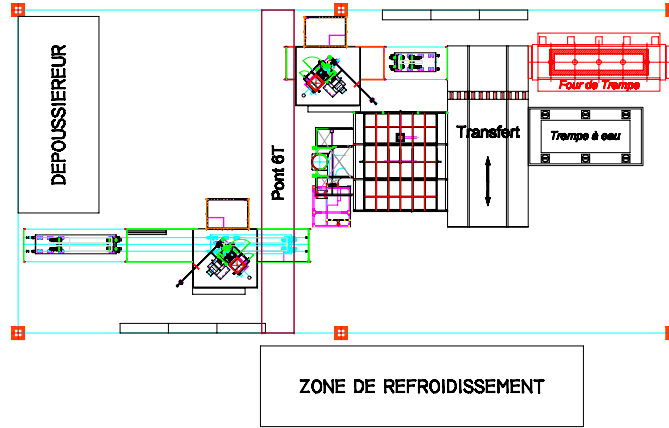 DEPOUSSIEREUR
Pont 6T
Four de Trempe
Transfert
Trempe à eau
ZONE DE REFROIDISSEMENT